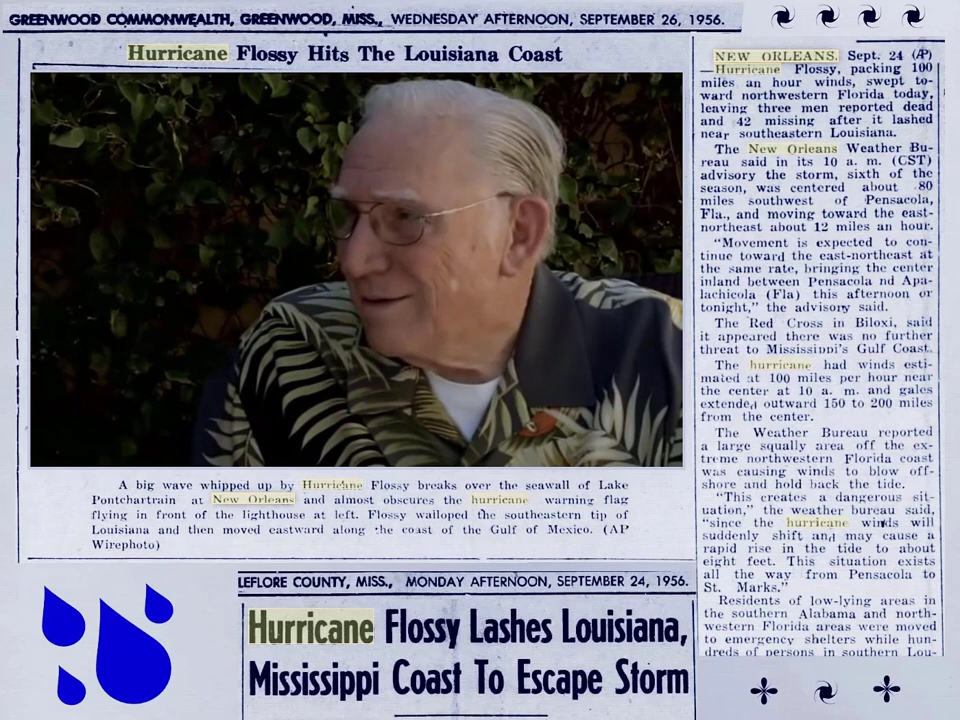 GREENWOOD COMMONWEALTH, GREENWOOD, MISS., WEDNESDAY AFTERNOON, SEPTEMBER 26, 1956.
Hurricane Flossy Hits The Louisiana Coast
A big wave whipped up by Hurricane Flossy breaks over the seawall of Lake
Pontchartrain at New Orleans and almost obscures the hurricane warning flag
flying in front of the lighthouse at left. Flossy walloped the southeastern tip of
Louisiana and then moved eastward along the coast of the Gulf of Mexico. (AP
Wirephoto)
NEW ORLEANS, Sept. 24 (AP)
—Hurricane Flossy, packing 100
miles an hour winds, swept to-
ward northwestern Florida today,
leaving three men reported dead
and 42 missing after it lashed
near southeastern Louisiana.
The New Orleans Weather Bu-
reau said in its 10 a. m. (CST)
advisory the storm, sixth of the
season, was centered about 80
miles southwest of Pensacola,
Fla., and moving toward the east-
northeast about 12 miles an hour.
"Movement is expected to con-
tinue toward the east-northeast at
the same rate, bringing the center
inland between Pensacola nd Apa-
lachicola (Fla) this afternoon or
tonight," the advisory said.
The Red Cross in Biloxi, said
it appeared there was no further
threat to Mississippi's Gulf Coast.
The hurricane had winds esti-
mated at 100 miles per hour near
the center at 10 a. m. and gales
extended outward 150 to 200 miles
from the center.
The Weather Bureau reported
a large squally area off the ex-
treme northwestern Florida coast
was causing winds to blow off-
shore and hold back the tide.
"This creates a dangerous sit-
uation," the weather bureau said,
"since the hurricane winds will
suddenly shift and may cause a
rapid rise in the tide to about
eight feet. This situation exists
all the way from Pensacola to
St. Marks."
Residents of low-lying areas in
the southern Alabama and north-
western Florida areas were moved
to emergency shelters while hun-
dreds of persons in southern Lou-
LEFLORE COUNTY, MISS., MONDAY AFTERNOON, SEPTEMBER 24, 1956.
Hurricane Flossy Lashes Louisiana,
Mississippi Coast To Escape Storm